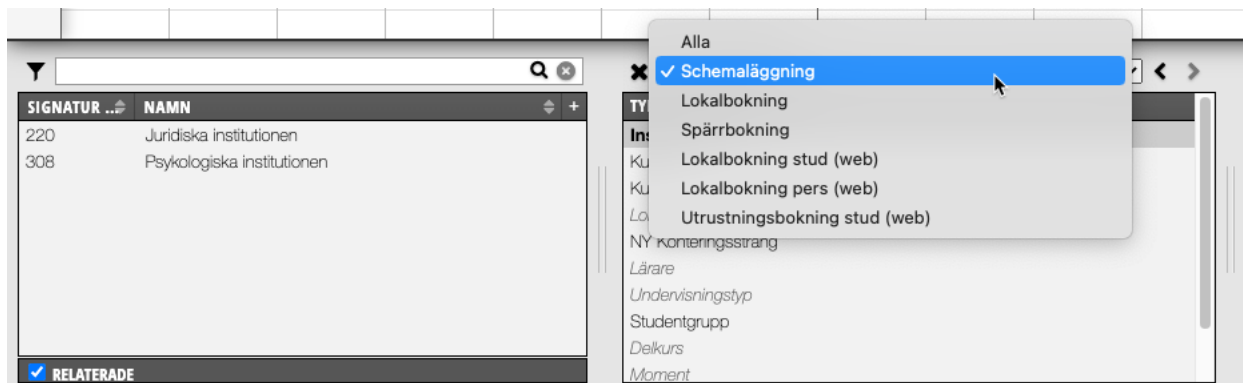 SIGNATUR .. NAMN +
220 Juridiska institutionen
308 Psykologiska institutionen
RELATERADE
Alla
✓ Schemaläggning
Lokalbokning
Spärrbokning
Lokalbokning stud (web)
Lokalbokning pers (web)
Utrustningsbokning stud (web)
NY Konteringssträng
Lärare
Undervisningstyp
Studentgrupp
Delkurs
Moment